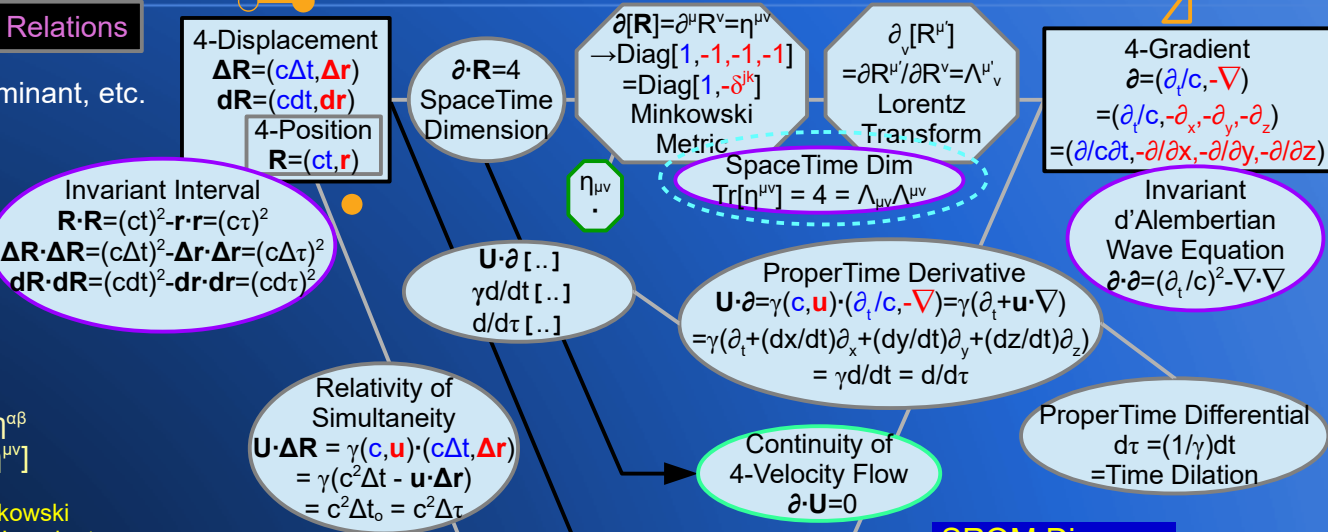 Relations
minant, etc.
4-Displacement
ΔR=(cΔt,Δr)
dR=(cdt,dr)
4-Position
R=(ct,r)
∂·R=4
SpaceTime
Dimension
∂[R]=∂^μR^ν=η^μν
→Diag[1,-1,-1,-1]
=Diag[1,-δ^jk]
Minkowski
Metric
∂_ν[R^μ']
=∂R^μ'/∂R^ν=Λ^μ'_ν
Lorentz
Transform
4-Gradient
∂=(∂_t/c,-∇)
=(∂_t/c,-∂_x,-∂_y,-∂_z)
=(∂/c∂t,-∂/∂x,-∂/∂y,-∂/∂z)
SpaceTime Dim
Tr[η^μν] = 4 = Λ_μνΛ^μν
η_μν
·
Invariant Interval
R·R=(ct)²-r·r=(cτ)²
ΔR·ΔR=(cΔt)²-Δr·Δr=(cΔτ)²
dR·dR=(cdt)²-dr·dr=(cdτ)²
Invariant
d'Alembertian
Wave Equation
∂·∂=(∂_t/c)²-∇·∇
U·∂[..]
γd/dt[..]
d/dτ[..]
ProperTime Derivative
U·∂=γ(c,u)·(∂_t/c,-∇)=γ(∂_t+u·∇)
=γ(∂_t+(dx/dt)∂_x+(dy/dt)∂_y+(dz/dt)∂_z)
= γd/dt = d/dτ
Relativity of
Simultaneity
U·ΔR = γ(c,u)·(cΔt,Δr)
= γ(c²Δt - u·Δr)
= c²Δt_o = c²Δτ
Continuity of
4-Velocity Flow
∂·U=0
ProperTime Differential
dτ =(1/γ)dt
=Time Dilation
η^αβ
^μν]
kowski